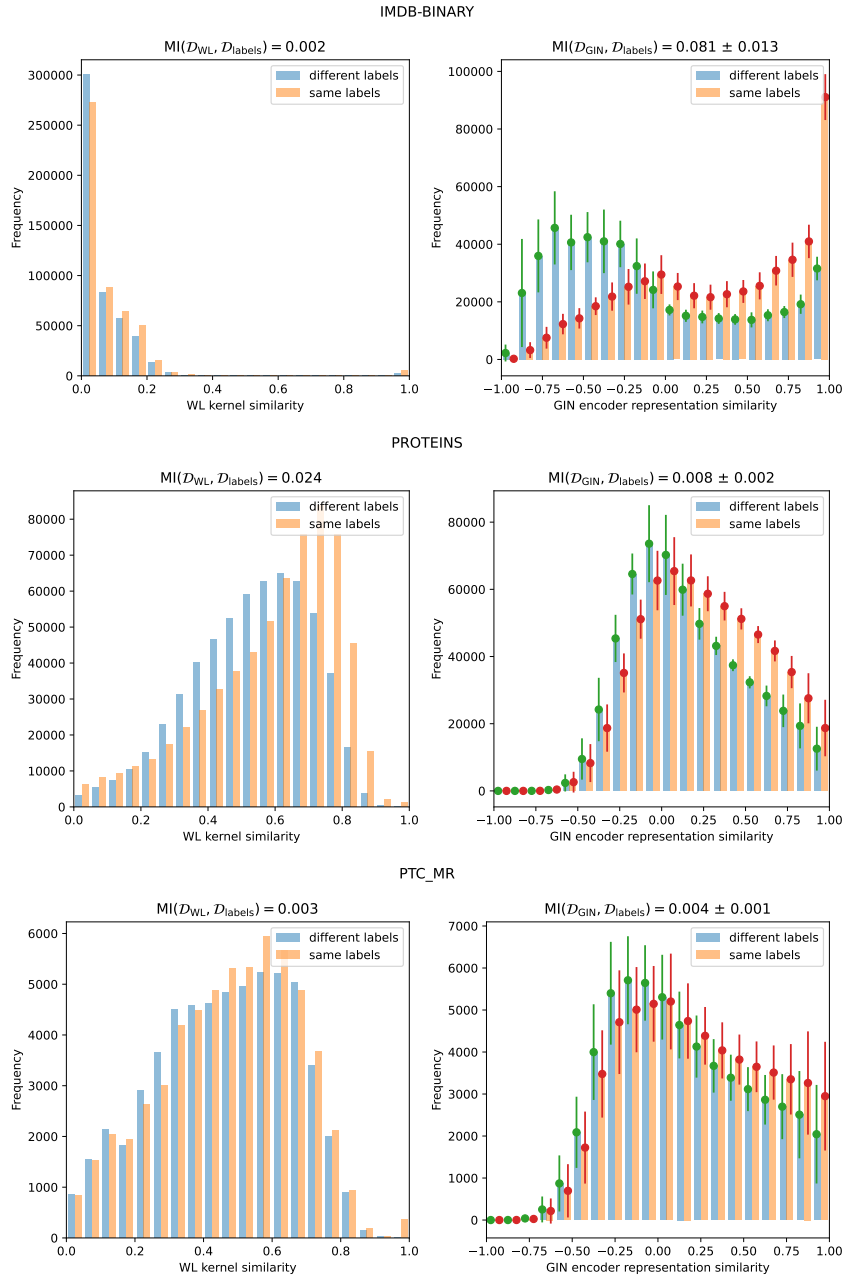 IMDB-BINARY
MI(𝒟WL, 𝒟labels) = 0.002
300000
250000
200000
150000
100000
50000
0
Frequency
different labels
same labels
0.0 0.2 0.4 0.6 0.8 1.0
WL kernel similarity
MI(𝒟GIN, 𝒟labels) = 0.081 ± 0.013
100000
80000
60000
40000
20000
0
Frequency
different labels
same labels
−1.00 −0.75 −0.50 −0.25 0.00 0.25 0.50 0.75 1.00
GIN encoder representation similarity
PROTEINS
MI(𝒟WL, 𝒟labels) = 0.024
80000
70000
60000
50000
40000
30000
20000
10000
0
Frequency
different labels
same labels
0.0 0.2 0.4 0.6 0.8 1.0
WL kernel similarity
MI(𝒟GIN, 𝒟labels) = 0.008 ± 0.002
80000
60000
40000
20000
0
Frequency
different labels
same labels
−1.00 −0.75 −0.50 −0.25 0.00 0.25 0.50 0.75 1.00
GIN encoder representation similarity
PTC_MR
MI(𝒟WL, 𝒟labels) = 0.003
6000
5000
4000
3000
2000
1000
0
Frequency
different labels
same labels
0.0 0.2 0.4 0.6 0.8 1.0
WL kernel similarity
MI(𝒟GIN, 𝒟labels) = 0.004 ± 0.001
7000
6000
5000
4000
3000
2000
1000
0
Frequency
different labels
same labels
−1.00 −0.75 −0.50 −0.25 0.00 0.25 0.50 0.75 1.00
GIN encoder representation similarity